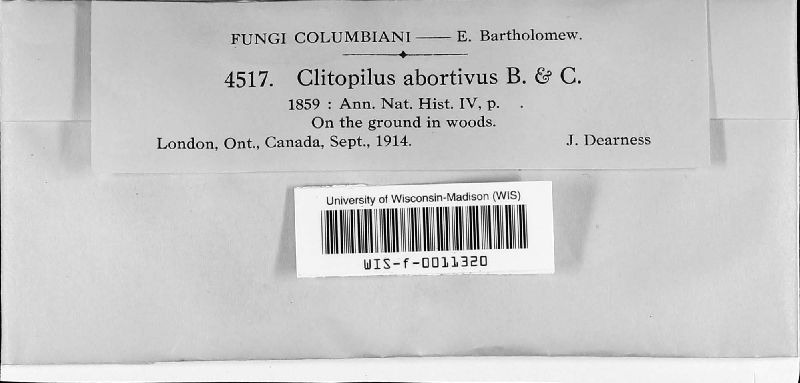 FUNGI COLUMBIANI — E. Bartholomew.
4517. Clitopilus abortivus B. & C.
1859 : Ann. Nat. Hist. IV, p. .
On the ground in woods.
London, Ont., Canada, Sept., 1914. J. Dearness
University of Wisconsin-Madison (WIS)
WIS-f-0011320